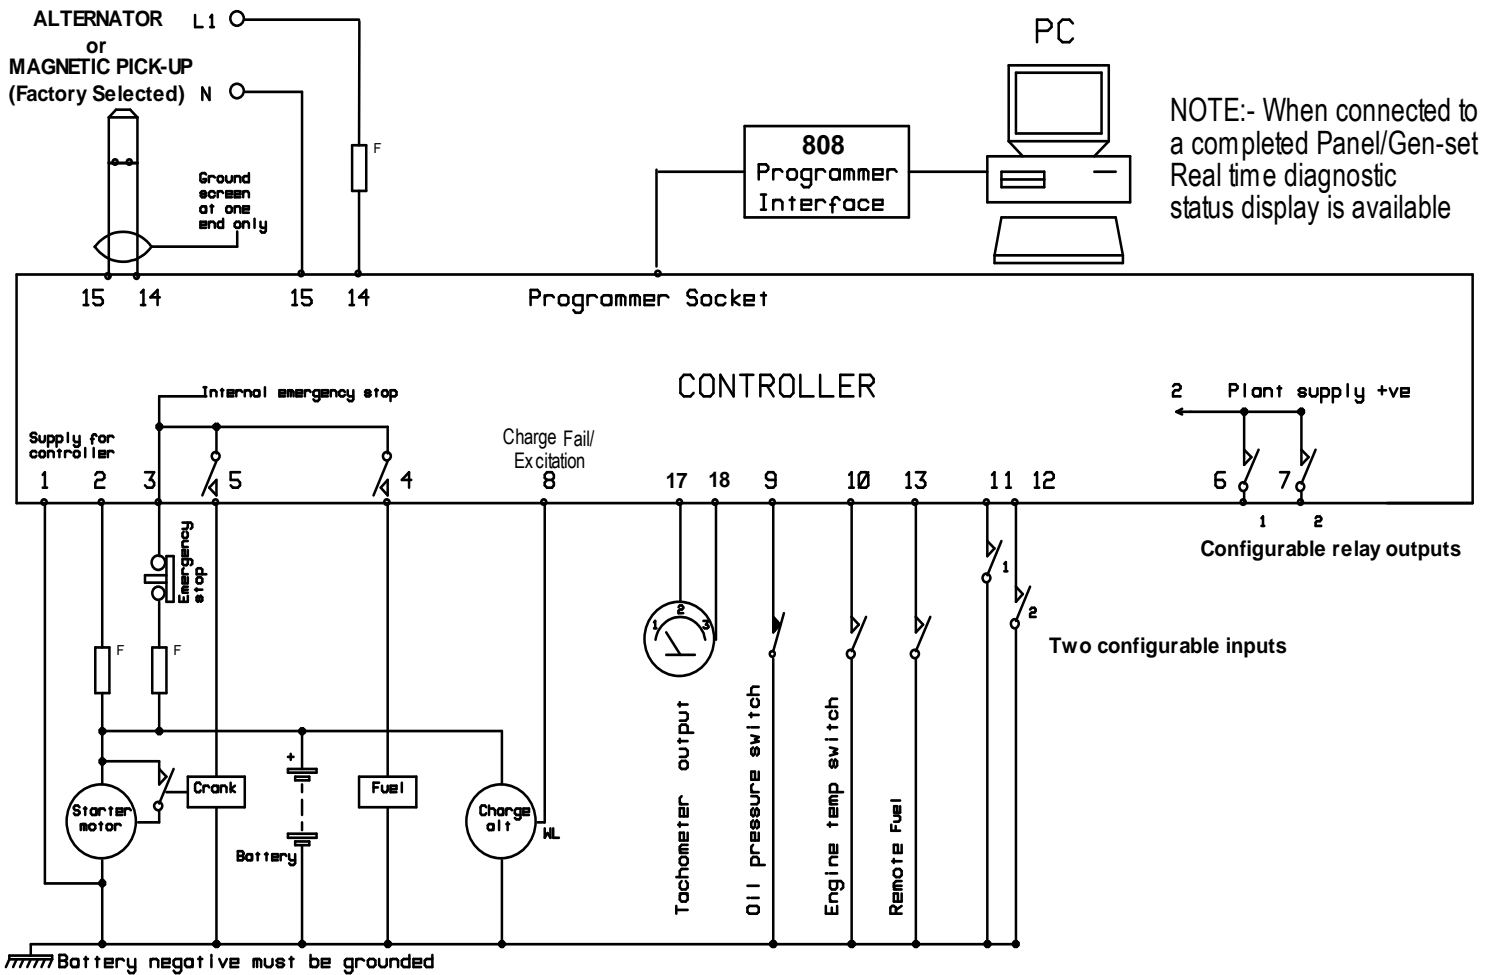 ALTERNATOR
or
MAGNETIC PICK-UP
(Factory Selected)
L1
N
F
Ground
screen
at one
end only
808
Programmer
Interface
PC
NOTE:- When connected to
a completed Panel/Gen-set
Real time diagnostic
status display is available
15 14 15 14 Programmer Socket
CONTROLLER
Internal emergency stop
Supply for
controller
Charge Fail/
Excitation
2 Plant supply +ve
1 2 3 5 4 8 17 18 9 10 13 11 12 6 7
1 2
Configurable relay outputs
Emergency
stop
F F
1
2
1 2 3
Two configurable inputs
Tachometer output
Oil pressure switch
Engine temp switch
Remote Fuel
Starter
motor
Crank
+
Battery
Fuel
Charge
alt
WL
Battery negative must be grounded